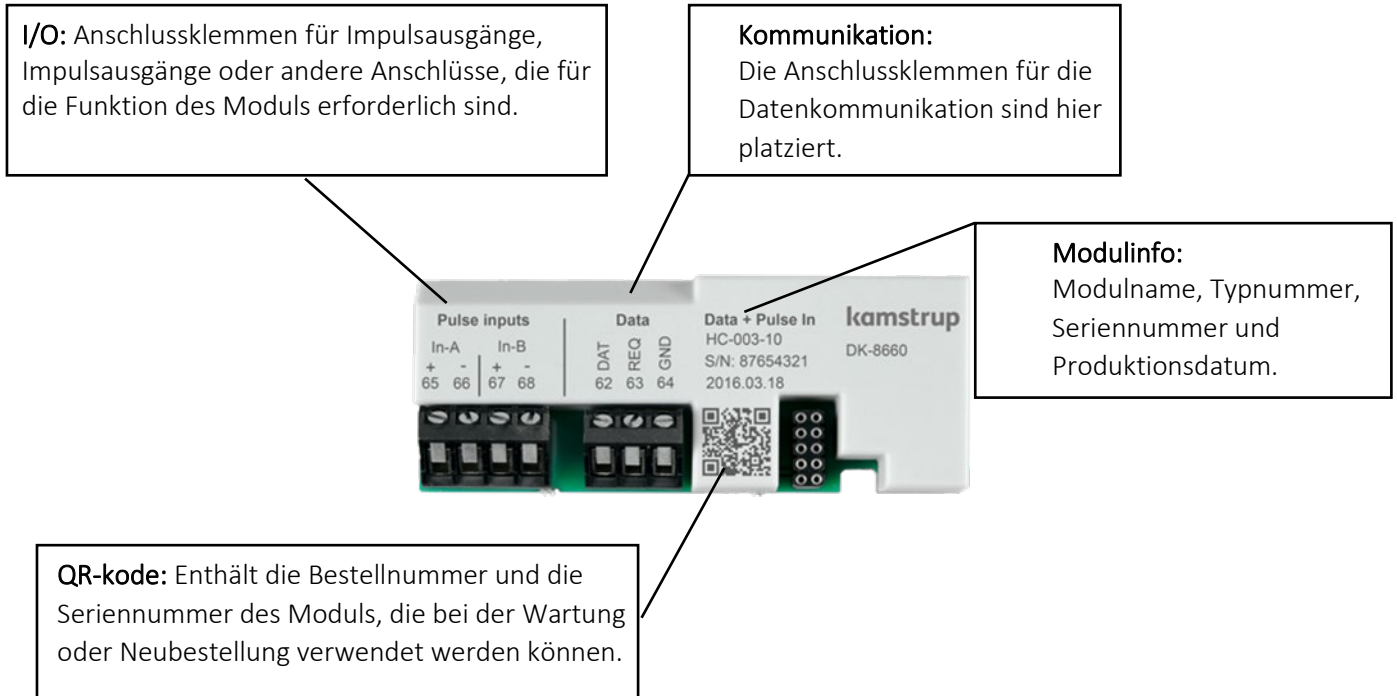 I/O: Anschlussklemmen für Impulsausgänge,
Impulsausgänge oder andere Anschlüsse, die für
die Funktion des Moduls erforderlich sind.
Kommunikation:
Die Anschlussklemmen für die
Datenkommunikation sind hier
platziert.
Modulinfo:
Modulname, Typnummer,
Seriennummer und
Produktionsdatum.
Pulse inputs
In-A In-B
+ - + -
65 66 67 68
Data
DAT REQ GND
62 63 64
Data + Pulse In
HC-003-10
S/N: 87654321
2016.03.18
kamstrup
DK-8660
QR-kode: Enthält die Bestellnummer und die
Seriennummer des Moduls, die bei der Wartung
oder Neubestellung verwendet werden können.